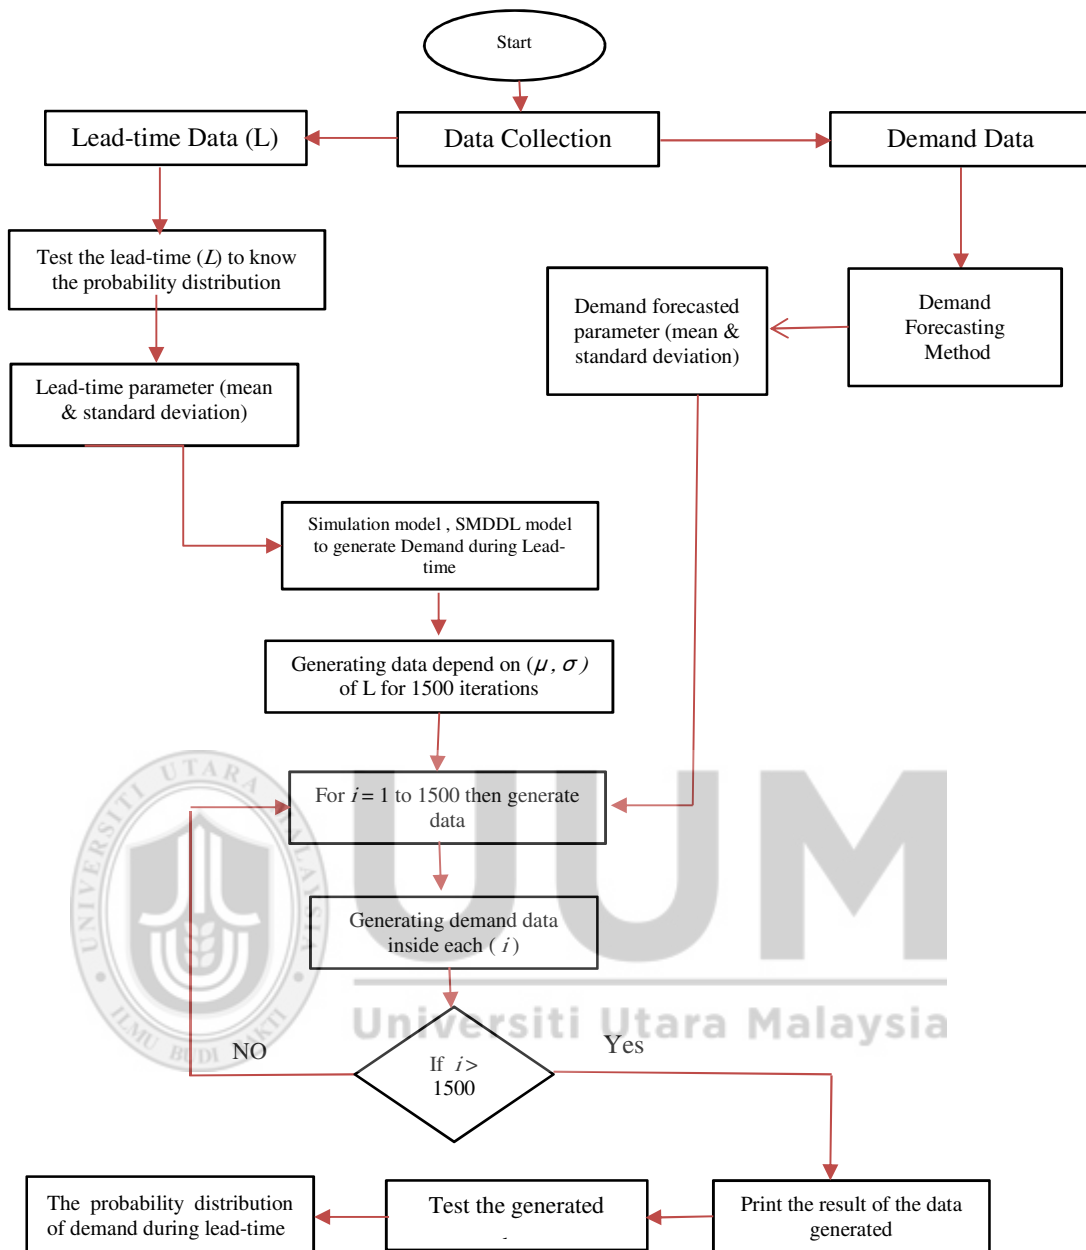 Start
Lead-time Data (L)
Data Collection
Demand Data
Test the lead-time (L) to know
the probability distribution
Demand forecasted
parameter (mean &
standard deviation)
Demand
Forecasting
Method
Lead-time parameter (mean
& standard deviation)
Simulation model , SMDDL model
to generate Demand during Lead-
time
Generating data depend on (μ , σ )
of L for 1500 iterations
For i = 1 to 1500 then generate
data
Generating demand data
inside each ( i )
UNIVERSITI UTARA MALAYSIA
ILMU BUDI BAKTI
UUM
Universiti Utara Malaysia
NO
Yes
If i >
1500
The probability distribution
of demand during lead-time
Test the generated
Print the result of the data
generated